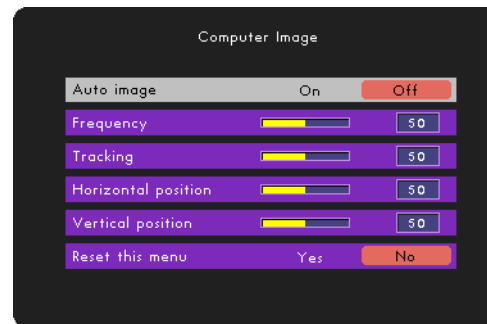 Computer Image
Auto image On Off
Frequency 50
Tracking 50
Horizontal position 50
Vertical position 50
Reset this menu Yes No